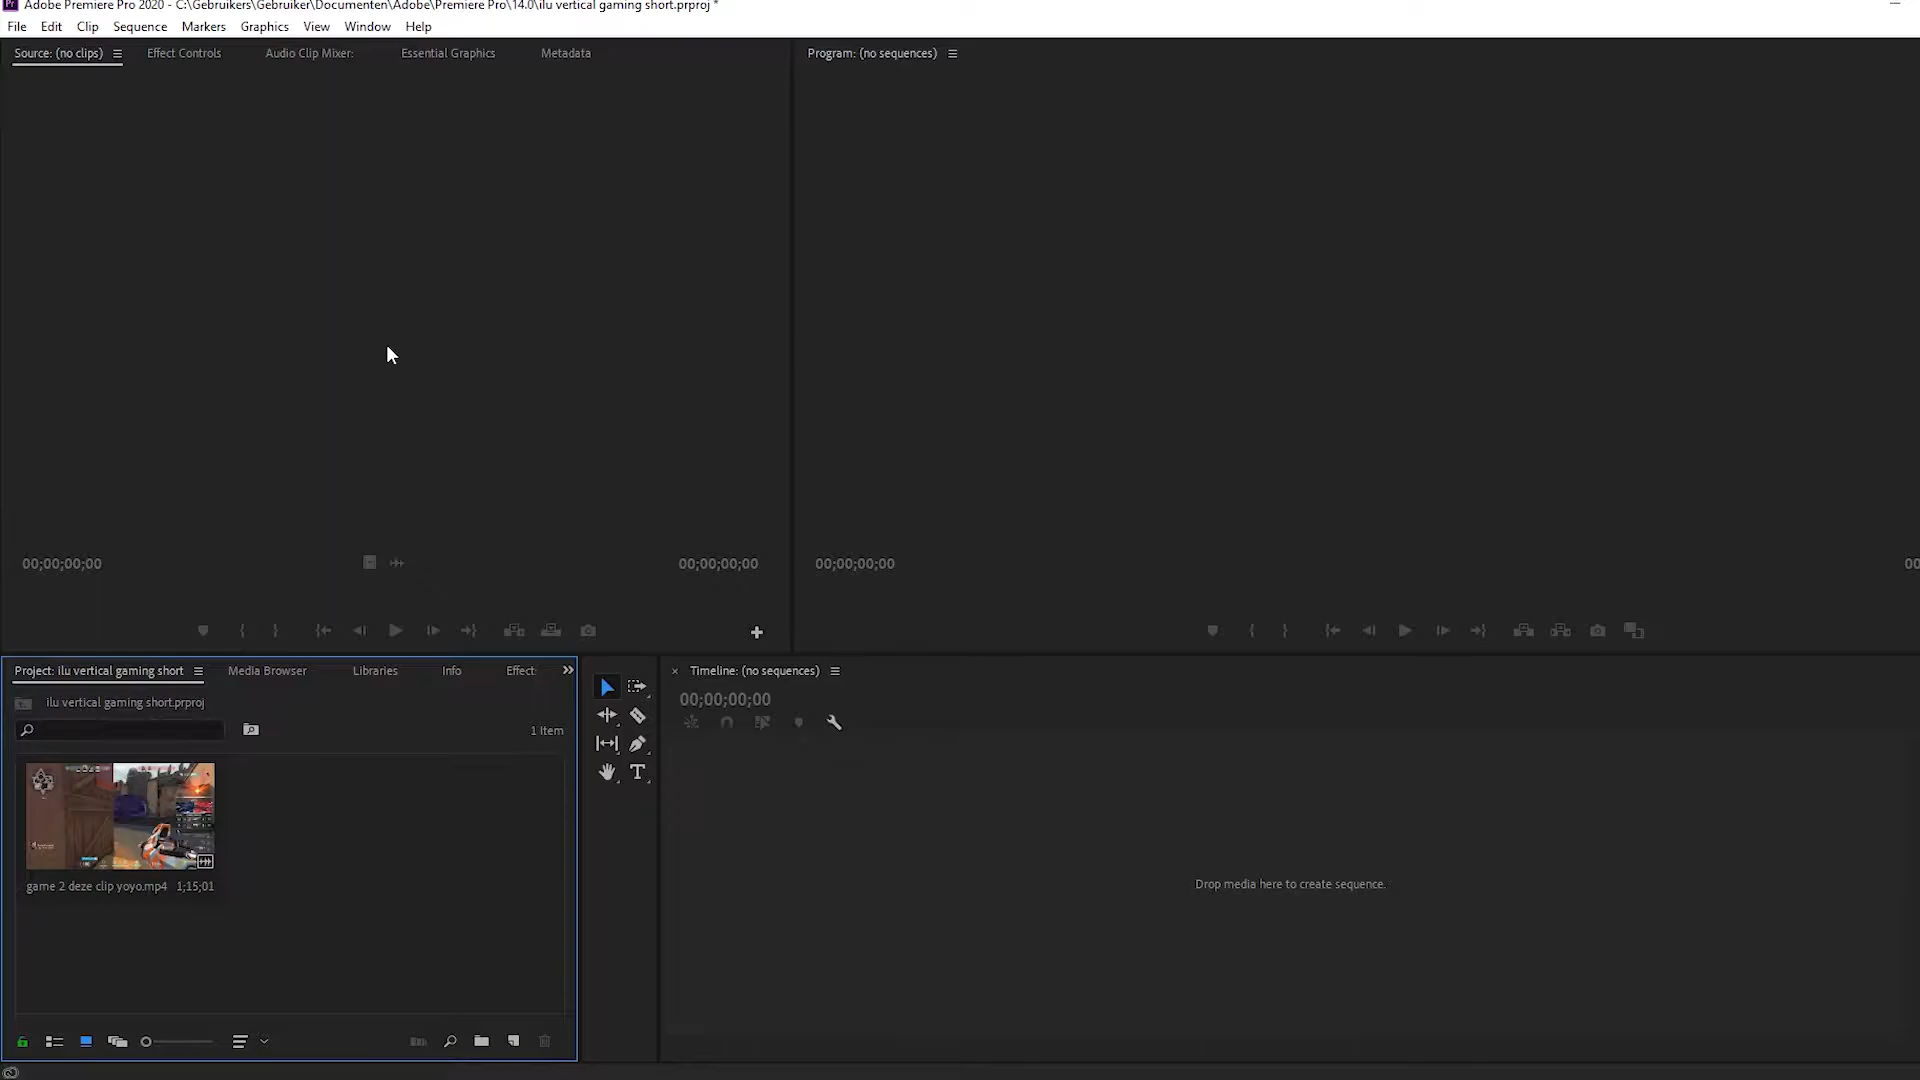 Pr Adobe Premiere Pro 2020 - C:\Gebruikers\Gebruiker\Documenten\Adobe\Premiere Pro\14.0\ilu vertical gaming short.prproj *
File Edit Clip Sequence Markers Graphics View Window Help
Source: (no clips) Effect Controls Audio Clip Mixer: Essential Graphics Metadata
Program: (no sequences)
00;00;00;00 00;00;00;00
00;00;00;00 00
Project: ilu vertical gaming short Media Browser Libraries Info Effect
ilu vertical gaming short.prproj
1 Item
game 2 deze clip yoyo.mp4 1;15;01
Timeline: (no sequences)
00;00;00;00
Drop media here to create sequence.